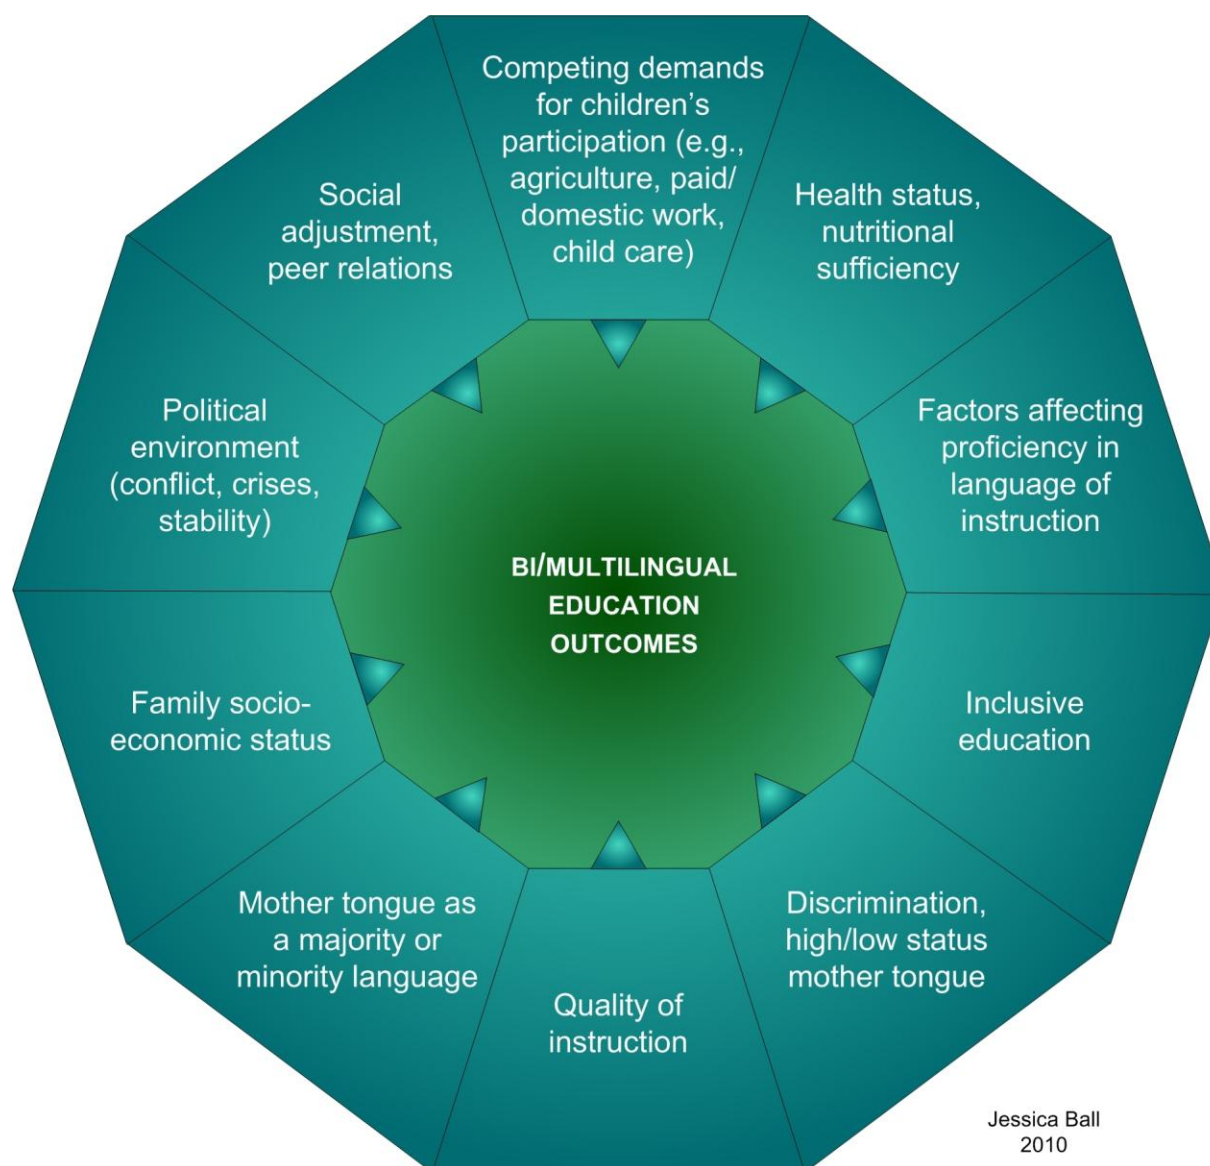 Competing demands
for children’s
participation (e.g.,
agriculture, paid/
domestic work,
child care)
Health status,
nutritional
sufficiency
Factors affecting
proficiency in
language of
instruction
Inclusive
education
Discrimination,
high/low status
mother tongue
Quality of
instruction
Mother tongue as
a majority or
minority language
Family socio-
economic status
Political
environment
(conflict, crises,
stability)
Social
adjustment,
peer relations
BI/MULTILINGUAL
EDUCATION
OUTCOMES
Jessica Ball
2010